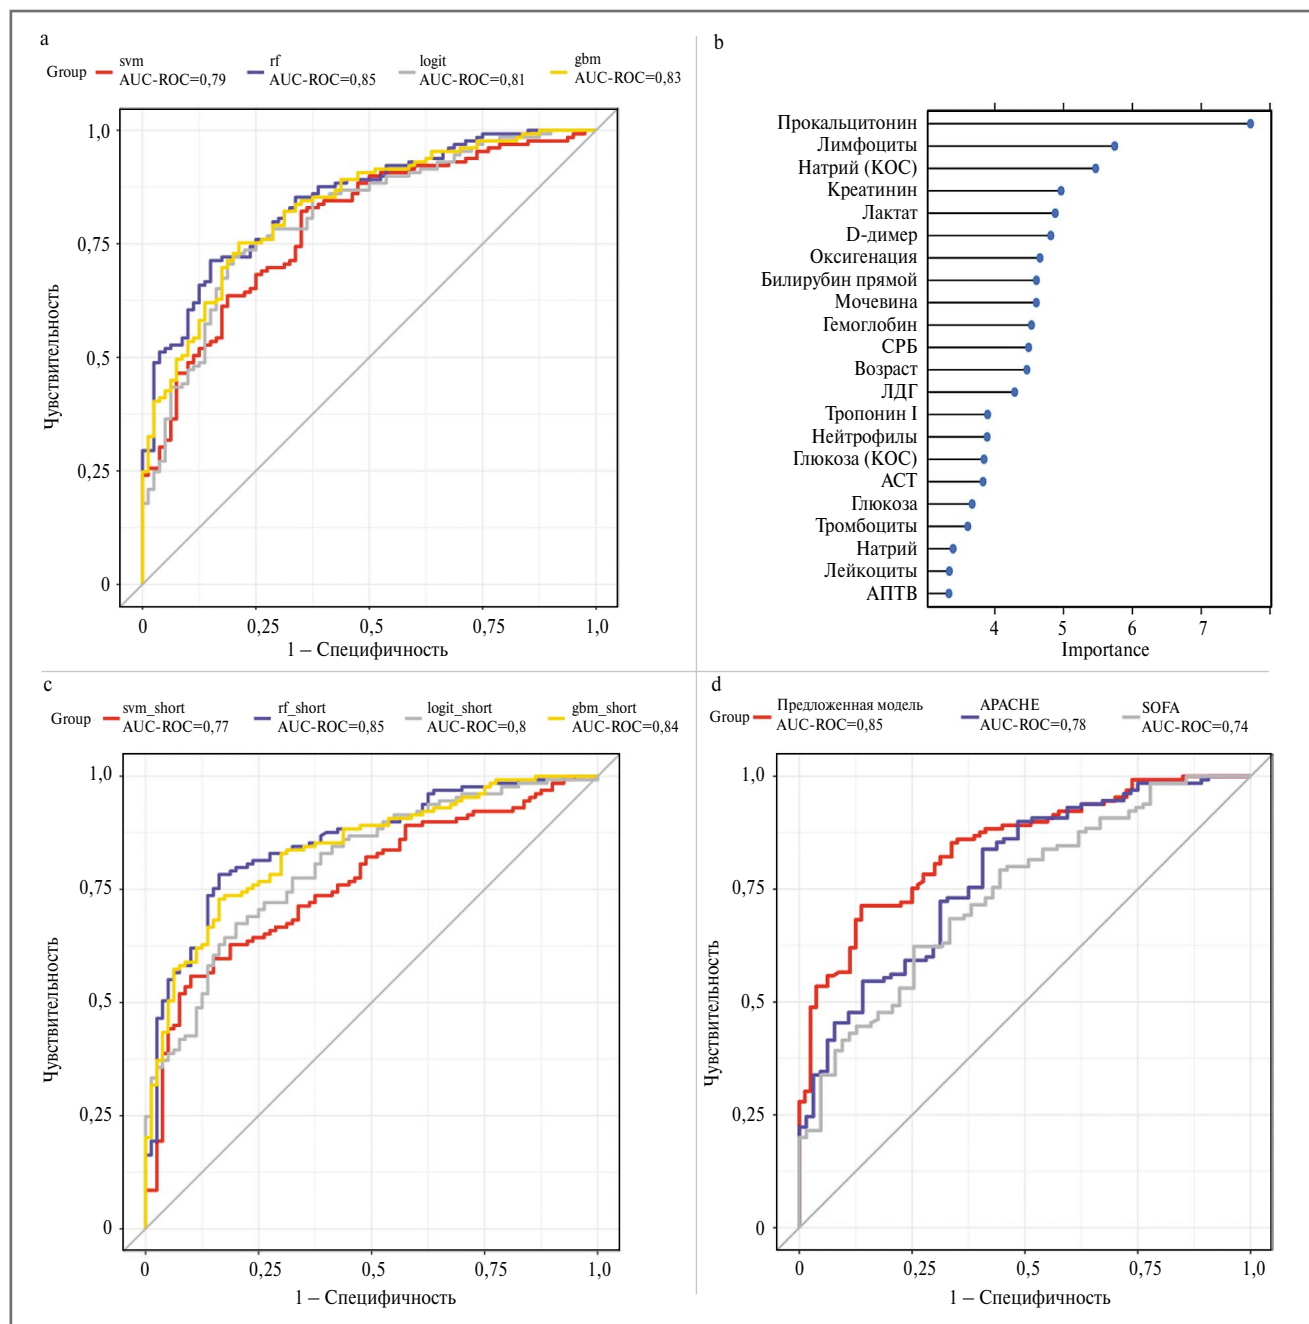 a
Group
svm
AUC-ROC=0,79
rf
AUC-ROC=0,85
logit
AUC-ROC=0,81
gbm
AUC-ROC=0,83
1,0
0,75
0,5
0,25
0
Чувствительность
0 0,25 0,5 0,75 1,0
1 – Специфичность
b
Прокальцитонин
Лимфоциты
Натрий (КОС)
Креатинин
Лактат
D-димер
Оксигенация
Билирубин прямой
Мочевина
Гемоглобин
СРБ
Возраст
ЛДГ
Тропонин I
Нейтрофилы
Глюкоза (КОС)
АСТ
Глюкоза
Тромбоциты
Натрий
Лейкоциты
АПТВ
4 5 6 7
Importance
c
Group
svm_short
AUC-ROC=0,77
rf_short
AUC-ROC=0,85
logit_short
AUC-ROC=0,8
gbm_short
AUC-ROC=0,84
1,0
0,75
0,5
0,25
0
Чувствительность
0 0,25 0,5 0,75 1,0
1 – Специфичность
d
Group
Предложенная модель
AUC-ROC=0,85
APACHE
AUC-ROC=0,78
SOFA
AUC-ROC=0,74
1,0
0,75
0,5
0,25
0
Чувствительность
0 0,25 0,5 0,75 1,0
1 – Специфичность